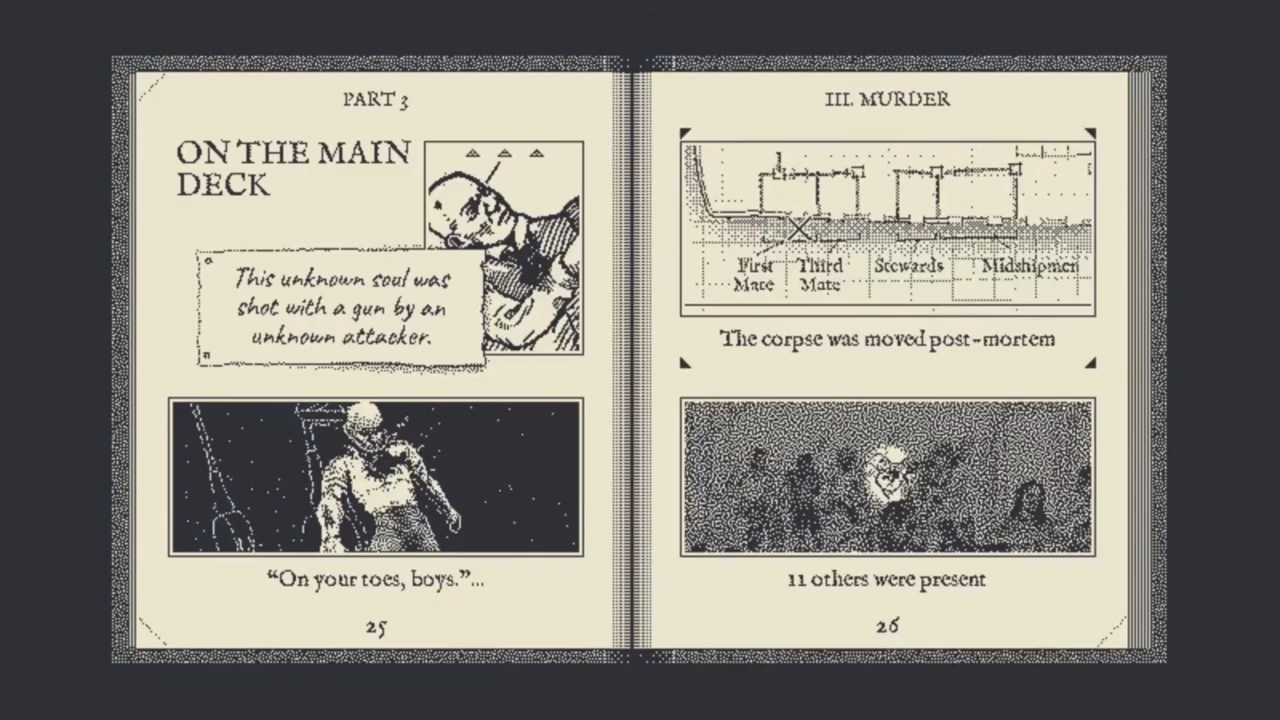 PART 3
ON THE MAIN
DECK
This unknown soul was
shot with a gun by an
unknown attacker.
“On your toes, boys.”...
25
III. MURDER
First Third Stewards Midshipmen
Mate Mate
The corpse was moved post-mortem
11 others were present
26